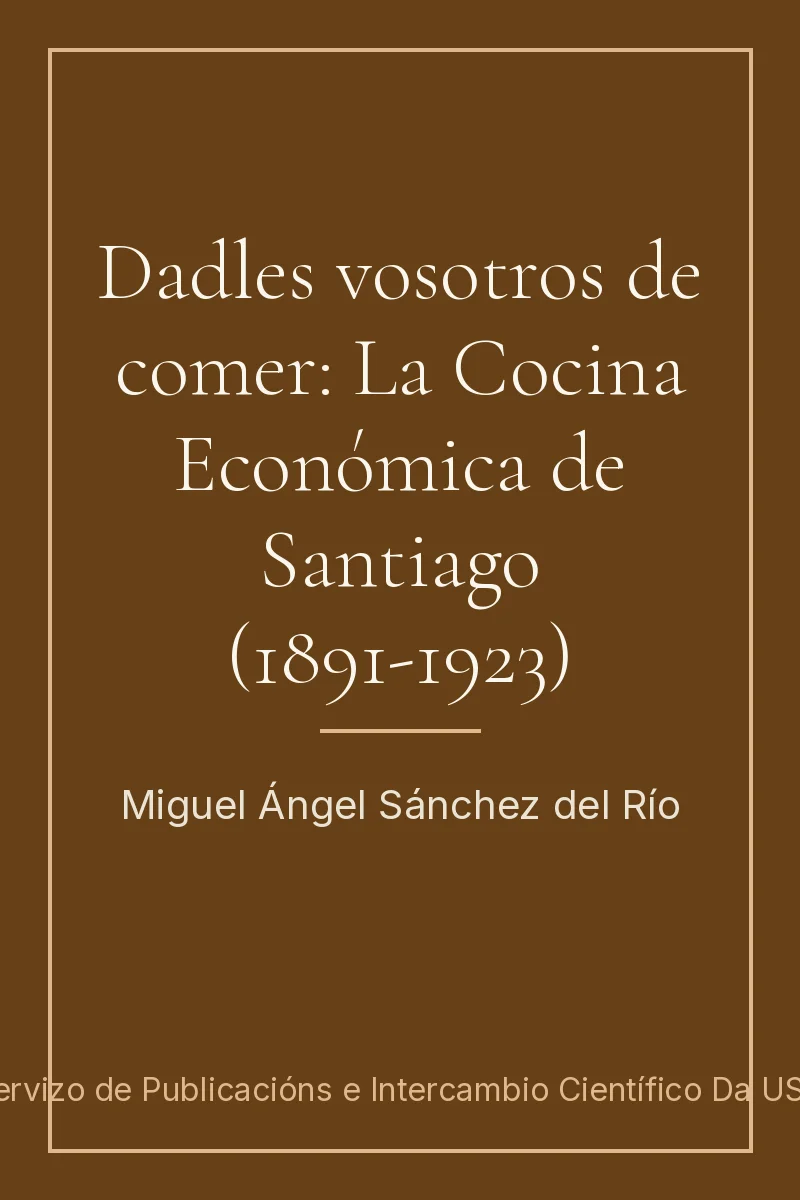 Dadles vosotros de
comer: La Cocina
Económica de
Santiago
(1891-1923)
Miguel Ángel Sánchez del Río
ervizo de Publicacións e Intercambio Científico Da US